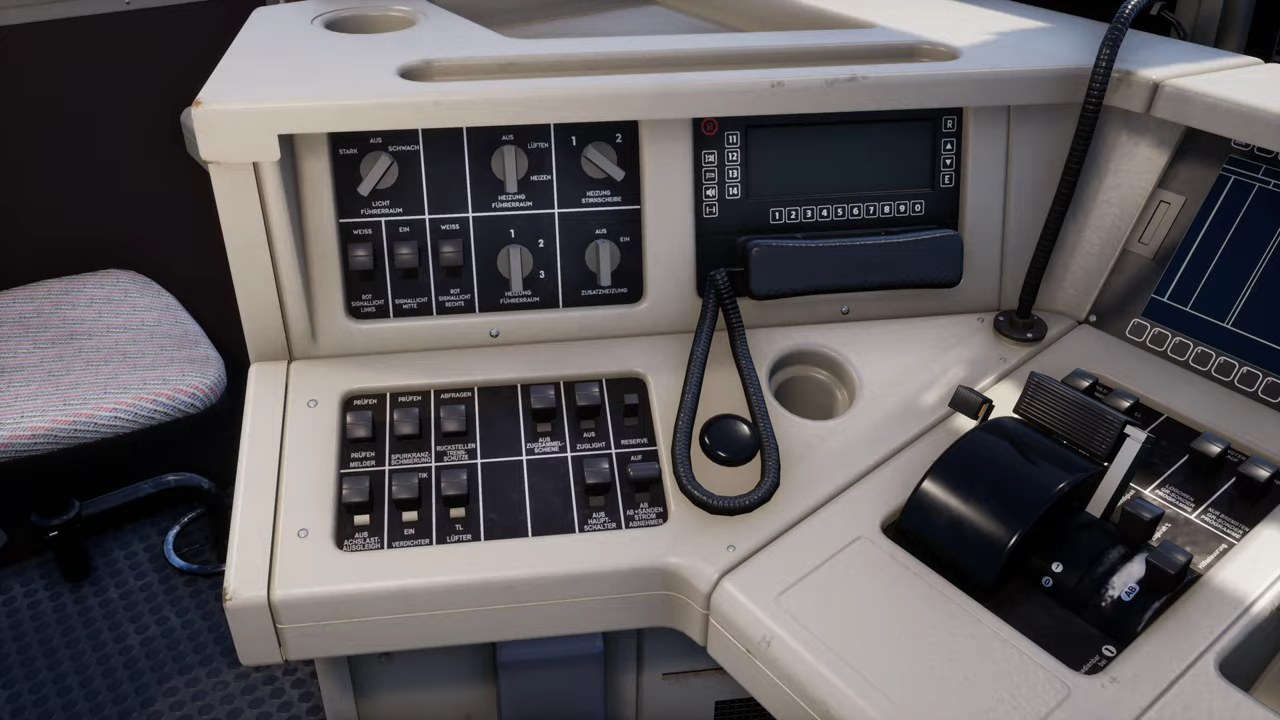 AUS
STARK
SCHWACH
LICHT
FÜHRERRAUM
AUS
LÜFTEN
HEIZEN
HEIZUNG
FÜHRERRAUM
1 2
HEIZUNG
STIRNSCHEIBE
WEISS
ROT
SIGNALLICHT
LINKS
EIN
SIGNALLICHT
MITTE
WEISS
ROT
SIGNALLICHT
RECHTS
1
2
3
HEIZUNG
FÜHRERRAUM
AUS
EIN
ZUSATZHEIZUNG
11
12
13
14
R
E
1 2 3 4 5 6 7 8 9 0
PRÜFEN
PRÜFEN
MELDER
PRÜFEN
SPURKRANZ-
SCHMIERUNG
ABFRAGEN
RÜCKSTELLEN
TRENN-
SCHÜTZE
AUS
ZUGSAMMEL-
SCHIENE
AUS
ZUGLICHT
RESERVE
AUS
ACHSLAST-
AUSGLEICH
TIK
EIN
VERDICHTER
TL
LÜFTER
AUS
HAUPT-
SCHALTER
AUF
AB
AB+SANDEN
STROM
ABNEHMER
AB